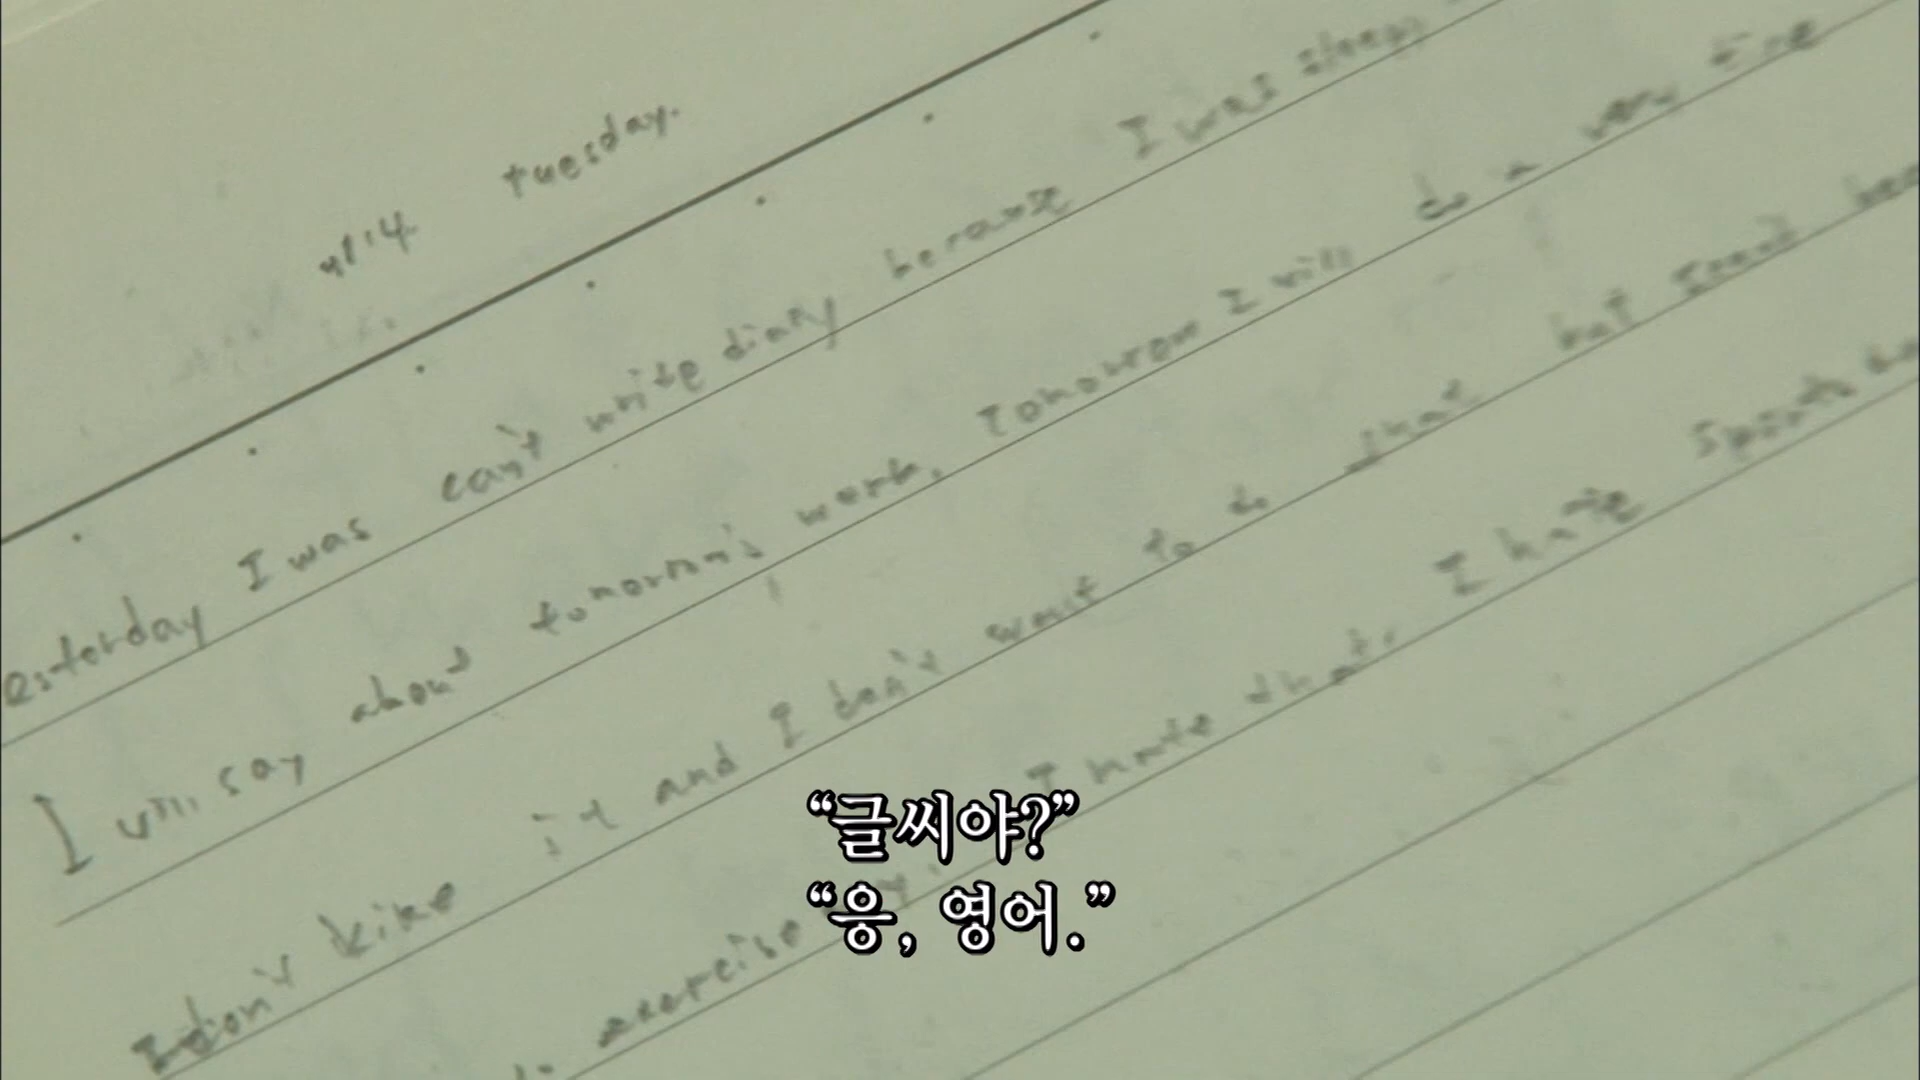 4/14. tuesday.
esterday I was can't write diary because I was sleep
I will say about tomorrow's work. Tomorrow I will do a very
I don't like it and I don't want to do that but I need
exercise I hate that. I hate sports
“글씨야?”
“응, 영어.”